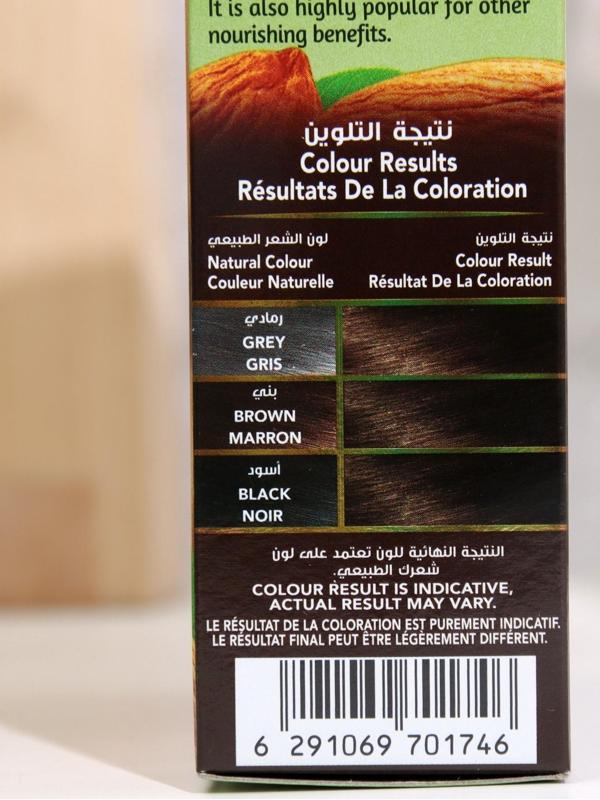 It is also highly popular for other
nourishing benefits.
نتيجة التلوين
Colour Results
Résultats De La Coloration
لون الشعر الطبيعي
Natural Colour
Couleur Naturelle
نتيجة التلوين
Colour Result
Résultat De La Coloration
رمادي
GREY
GRIS
بني
BROWN
MARRON
أسود
BLACK
NOIR
النتيجة النهائية للون تعتمد على لون
شعرك الطبيعي.
COLOUR RESULT IS INDICATIVE,
ACTUAL RESULT MAY VARY.
LE RÉSULTAT DE LA COLORATION EST PUREMENT INDICATIF.
LE RÉSULTAT FINAL PEUT ÊTRE LÉGÈREMENT DIFFÉRENT.
6 291069 701746